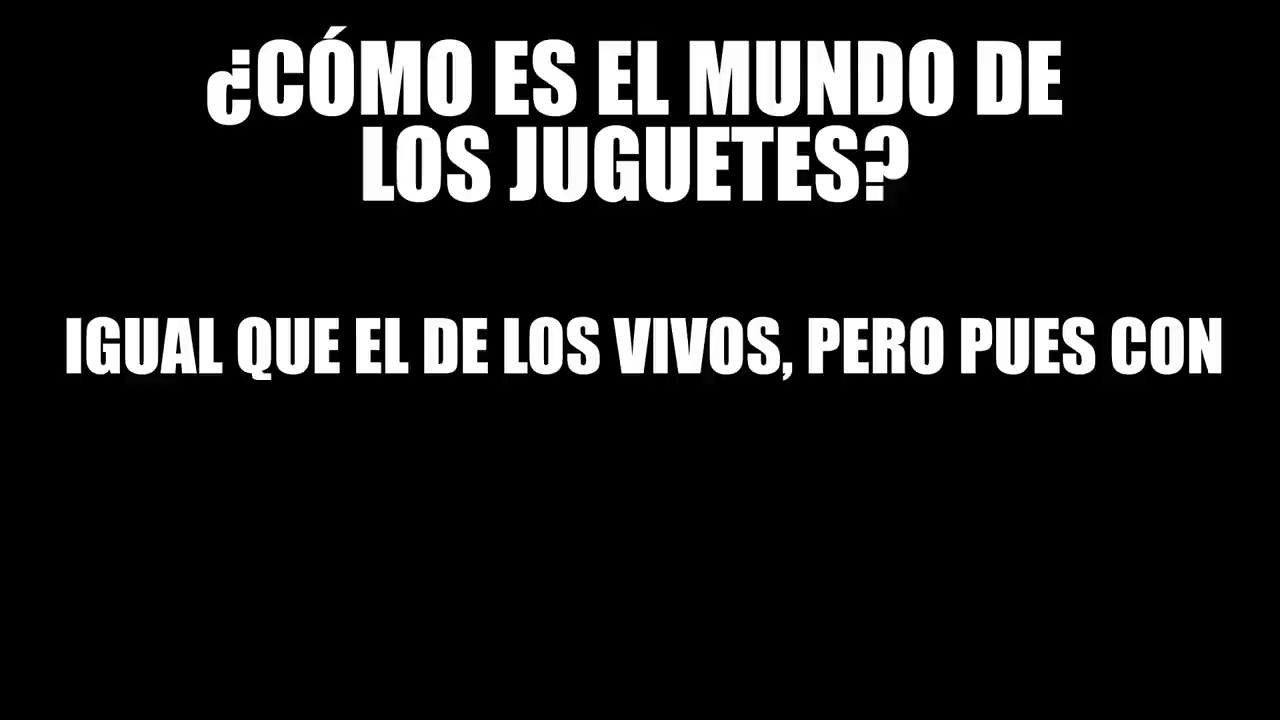 ¿CÓMO ES EL MUNDO DE
LOS JUGUETES?
IGUAL QUE EL DE LOS VIVOS, PERO PUES CON